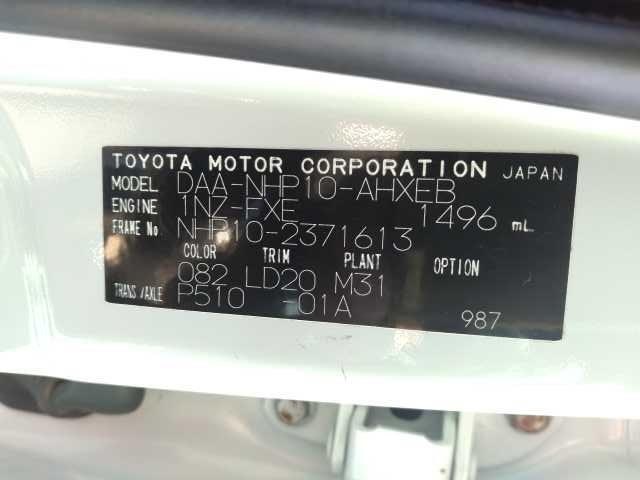 TOYOTA MOTOR CORPORATION JAPAN
MODEL DAA-NHP10-AHXEB
ENGINE 1NZ-FXE 1496 mL
FRAME No NHP10-2371613
COLOR TRIM PLANT OPTION
082 LD20 M31
TRANS/AXLE P510 -01A
987